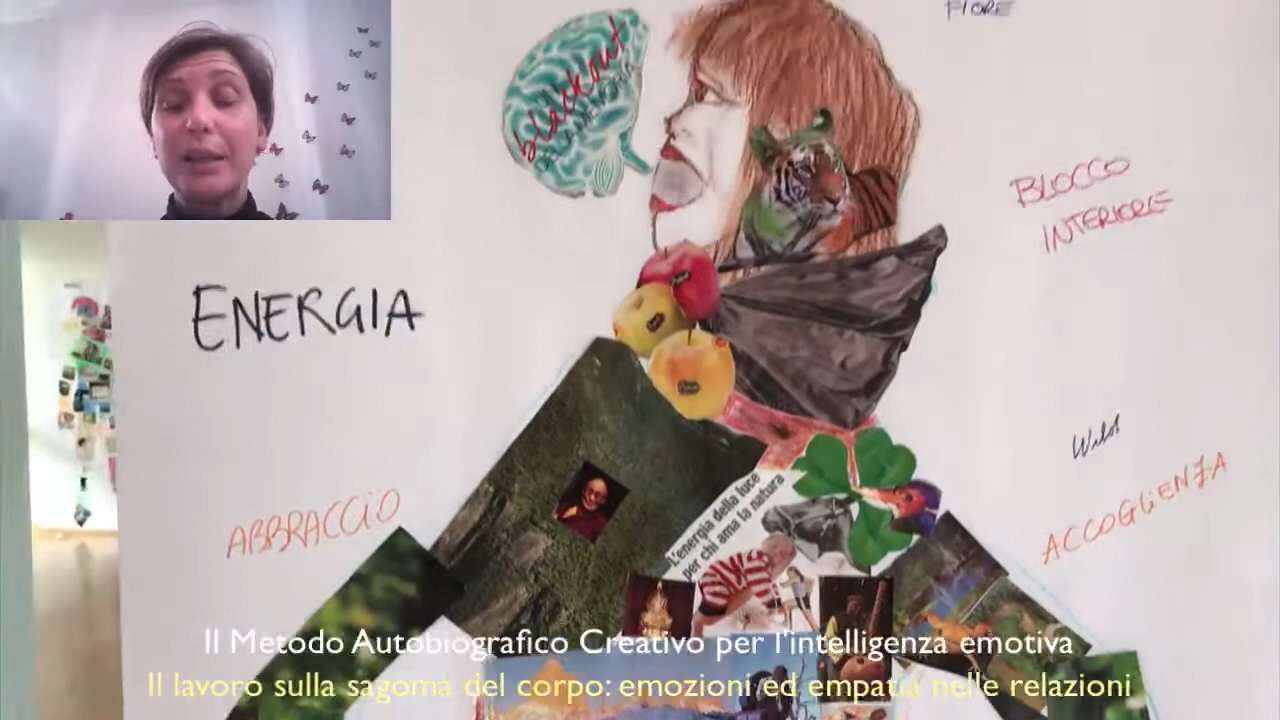 FIORE
blackout
BLOCCO
INTERIORE
ENERGIA
ABBRACCIO
ACCOGLIENZA
L'energia della luce
per chi ama la natura
Il Metodo Autobiografico Creativo per l'intelligenza emotiva
Il lavoro sulla sagoma del corpo: emozioni ed empatia nelle relazioni